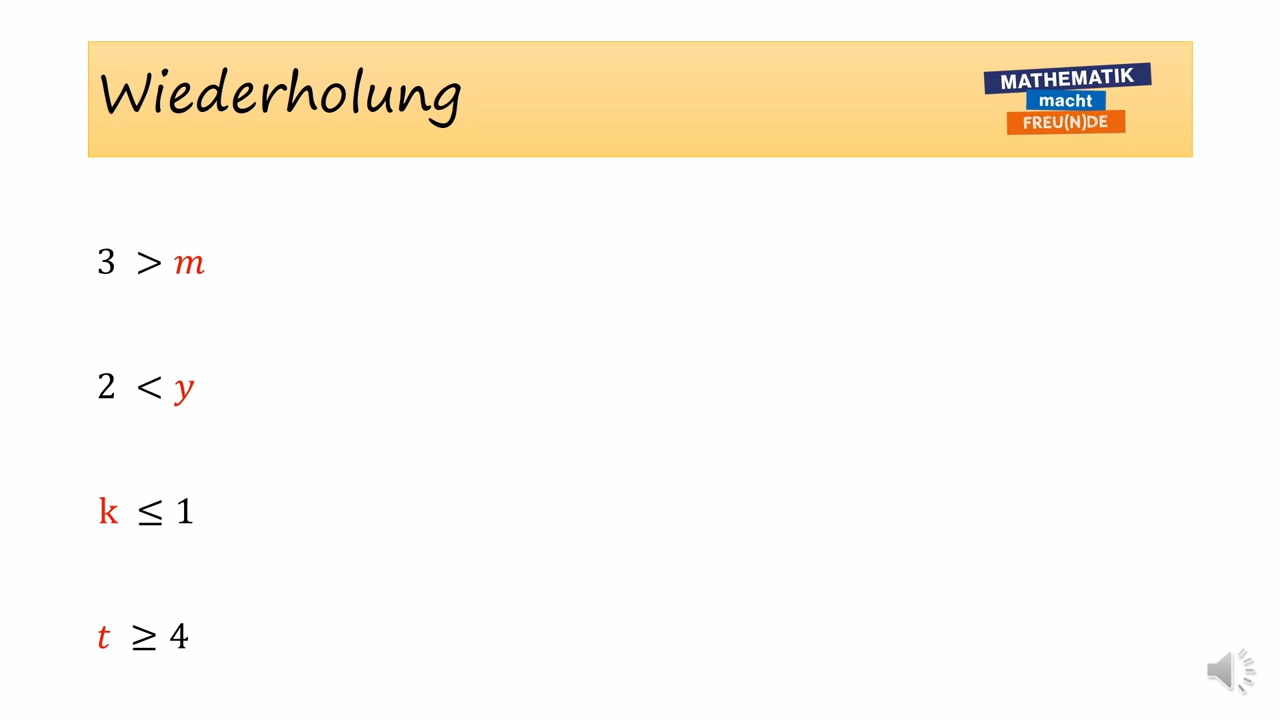 Wiederholung
MATHEMATIK
macht
FREU(N)DE
3 > m
2 < y
k ≤ 1
t ≥ 4